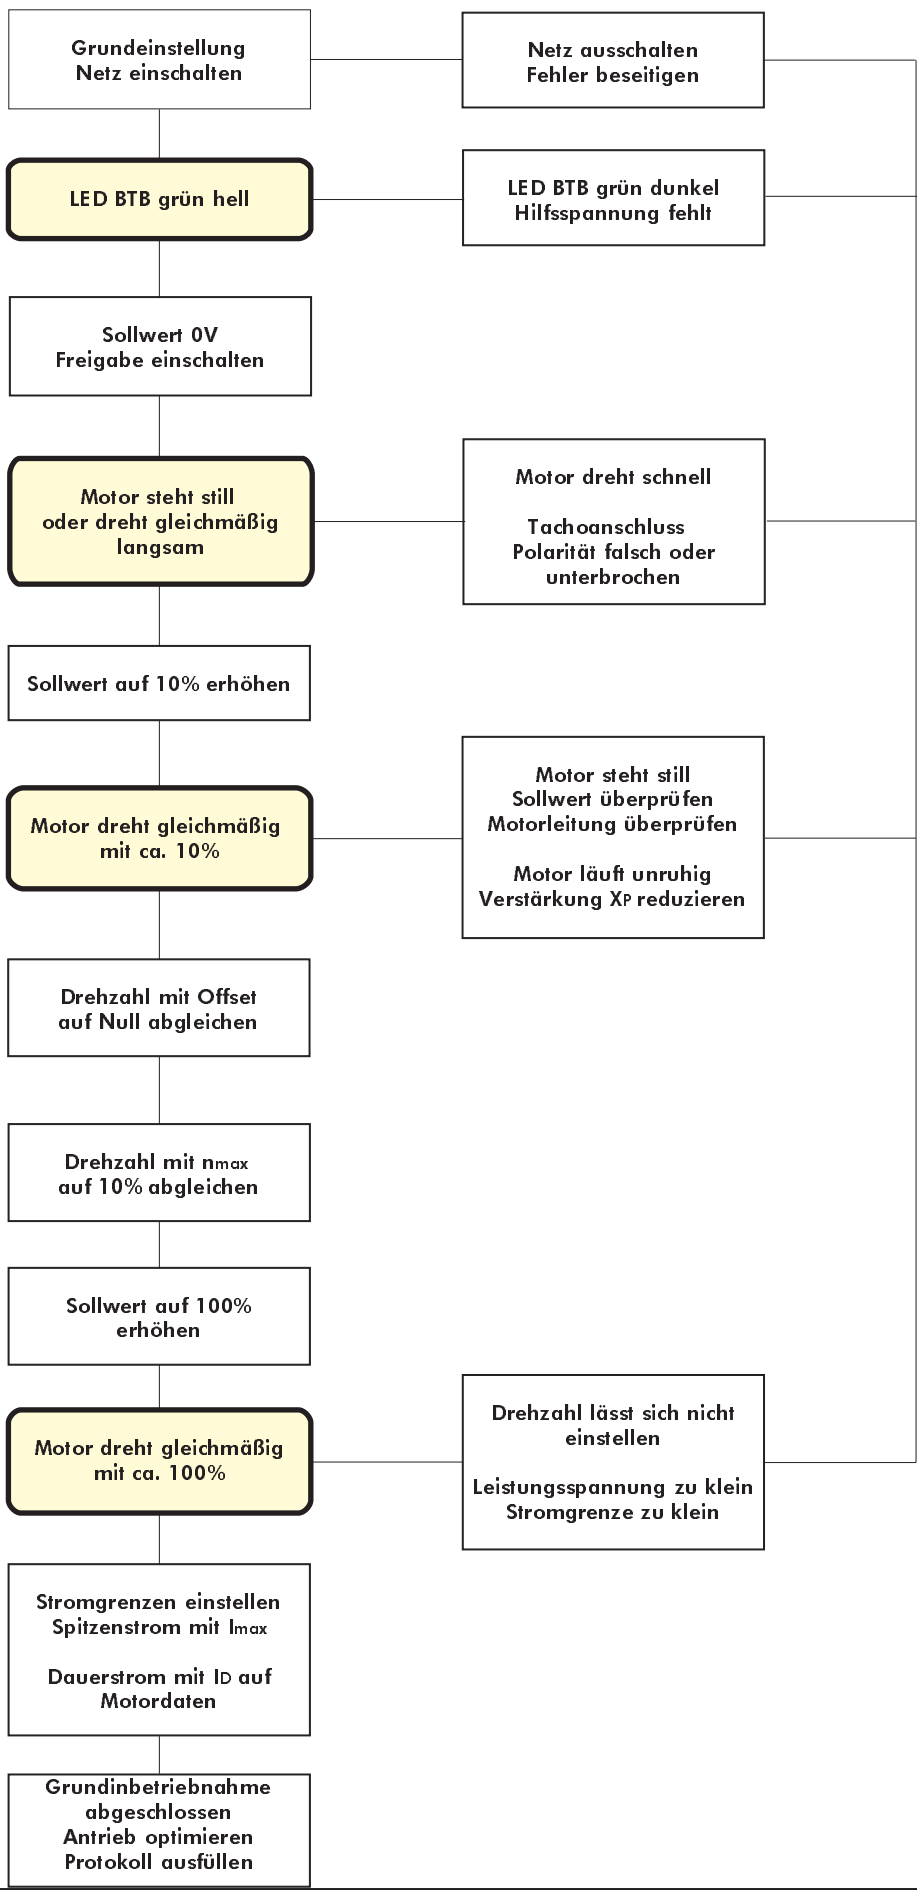 Grundeinstellung
Netz einschalten
Netz ausschalten
Fehler beseitigen
LED BTB grün hell
LED BTB grün dunkel
Hilfsspannung fehlt
Sollwert 0V
Freigabe einschalten
Motor steht still
oder dreht gleichmäßig
langsam
Motor dreht schnell
Tachoanschluss
Polarität falsch oder
unterbrochen
Sollwert auf 10% erhöhen
Motor dreht gleichmäßig
mit ca. 10%
Motor steht still
Sollwert überprüfen
Motorleitung überprüfen
Motor läuft unruhig
Verstärkung XP reduzieren
Drehzahl mit Offset
auf Null abgleichen
Drehzahl mit nmax
auf 10% abgleichen
Sollwert auf 100%
erhöhen
Motor dreht gleichmäßig
mit ca. 100%
Drehzahl lässt sich nicht
einstellen
Leistungsspannung zu klein
Stromgrenze zu klein
Stromgrenzen einstellen
Spitzenstrom mit Imax
Dauerstrom mit ID auf
Motordaten
Grundinbetriebnahme
abgeschlossen
Antrieb optimieren
Protokoll ausfüllen